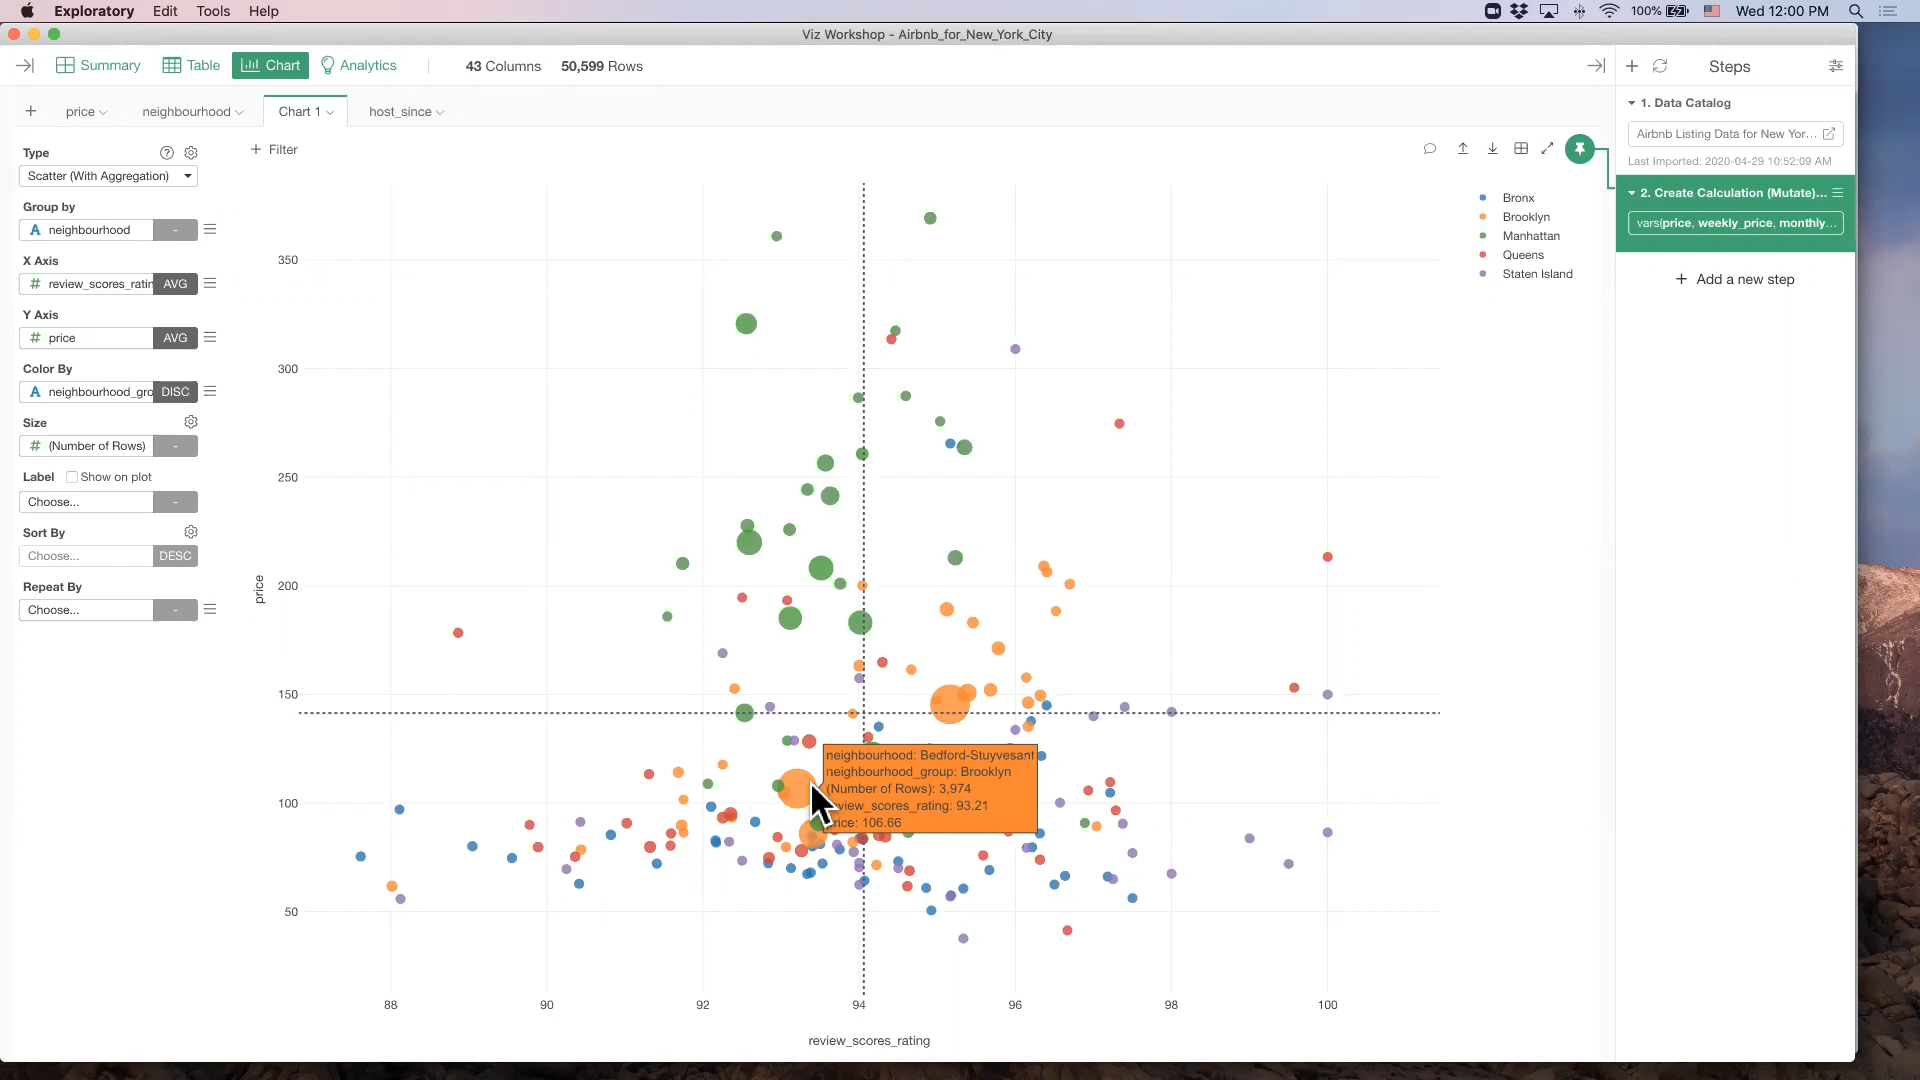 Exploratory Edit Tools Help
100% Wed 12:00 PM
Viz Workshop - Airbnb_for_New_York_City
Summary Table Chart Analytics 43 Columns 50,599 Rows
Steps
price neighbourhood Chart 1 host_since
Type
Scatter (With Aggregation)
Group by
A neighbourhood -
X Axis
# review_scores_ratin AVG
Y Axis
# price AVG
Color By
A neighbourhood_gro DISC
Size
# (Number of Rows) -
Label Show on plot
Choose... -
Sort By
Choose... DESC
Repeat By
Choose... -
+ Filter
Bronx
Brooklyn
Manhattan
Queens
Staten Island
350
300
250
200
150
100
50
price
neighbourhood: Bedford-Stuyvesant
neighbourhood_group: Brooklyn
(Number of Rows): 3,974
review_scores_rating: 93.21
price: 106.66
88 90 92 94 96 98 100
review_scores_rating
1. Data Catalog
Airbnb Listing Data for New Yor...
Last Imported: 2020-04-29 10:52:09 AM
2. Create Calculation (Mutate)...
vars(price, weekly_price, monthly...
+ Add a new step